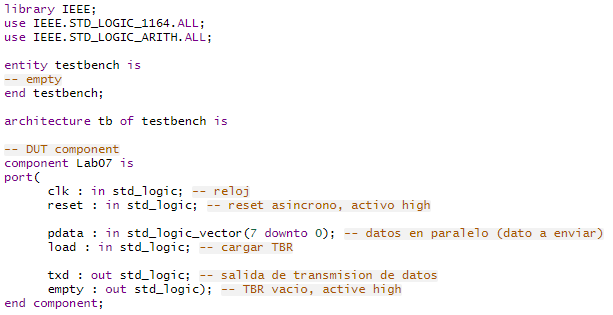 library IEEE;
use IEEE.STD_LOGIC_1164.ALL;
use IEEE.STD_LOGIC_ARITH.ALL;

entity testbench is
-- empty
end testbench;

architecture tb of testbench is

-- DUT component
component Lab07 is
port(
      clk : in std_logic; -- reloj
      reset : in std_logic; -- reset asincrono, activo high

      pdata : in std_logic_vector(7 downto 0); -- datos en paralelo (dato a enviar)
      load : in std_logic; -- cargar TBR

      txd : out std_logic; -- salida de transmision de datos
      empty : out std_logic); -- TBR vacio, active high
end component;